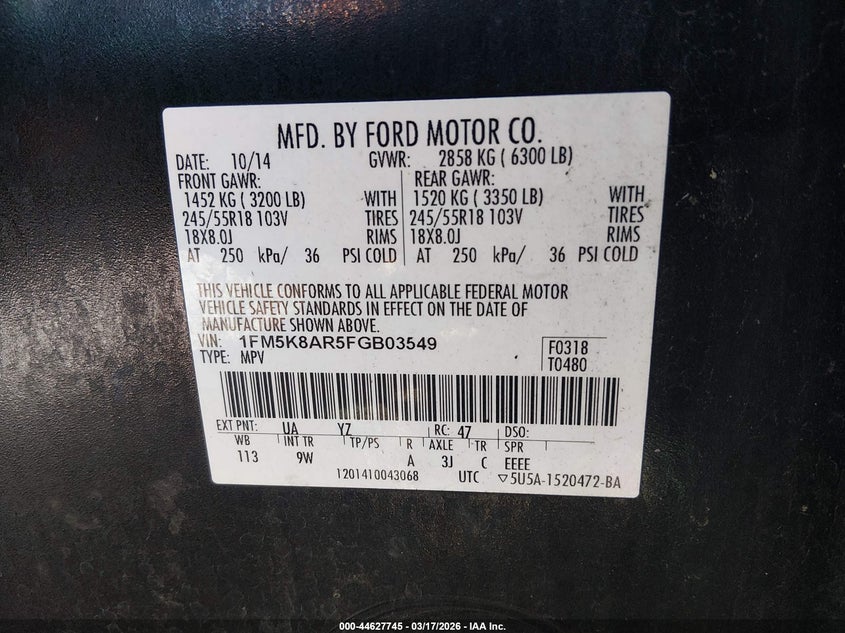 MFD. BY FORD MOTOR CO.
DATE: 10/14 GVWR: 2858 KG ( 6300 LB)
FRONT GAWR: REAR GAWR:
1452 KG ( 3200 LB) WITH 1520 KG ( 3350 LB) WITH
245/55R18 103V TIRES 245/55R18 103V TIRES
18X8.0J RIMS 18X8.0J RIMS
AT 250 kPa/ 36 PSI COLD AT 250 kPa/ 36 PSI COLD
THIS VEHICLE CONFORMS TO ALL APPLICABLE FEDERAL MOTOR
VEHICLE SAFETY STANDARDS IN EFFECT ON THE DATE OF
MANUFACTURE SHOWN ABOVE.
VIN: 1FM5K8AR5FGB03549 F0318
TYPE: MPV T0480
EXT PNT: UA YZ RC: 47 DSO:
WB INT TR TP/PS R AXLE TR SPR
113 9W A 3J C EEEE
1201410043068 UTC ▽5U5A-1520472-BA
000-44627745 - 03/17/2026 - IAA Inc.